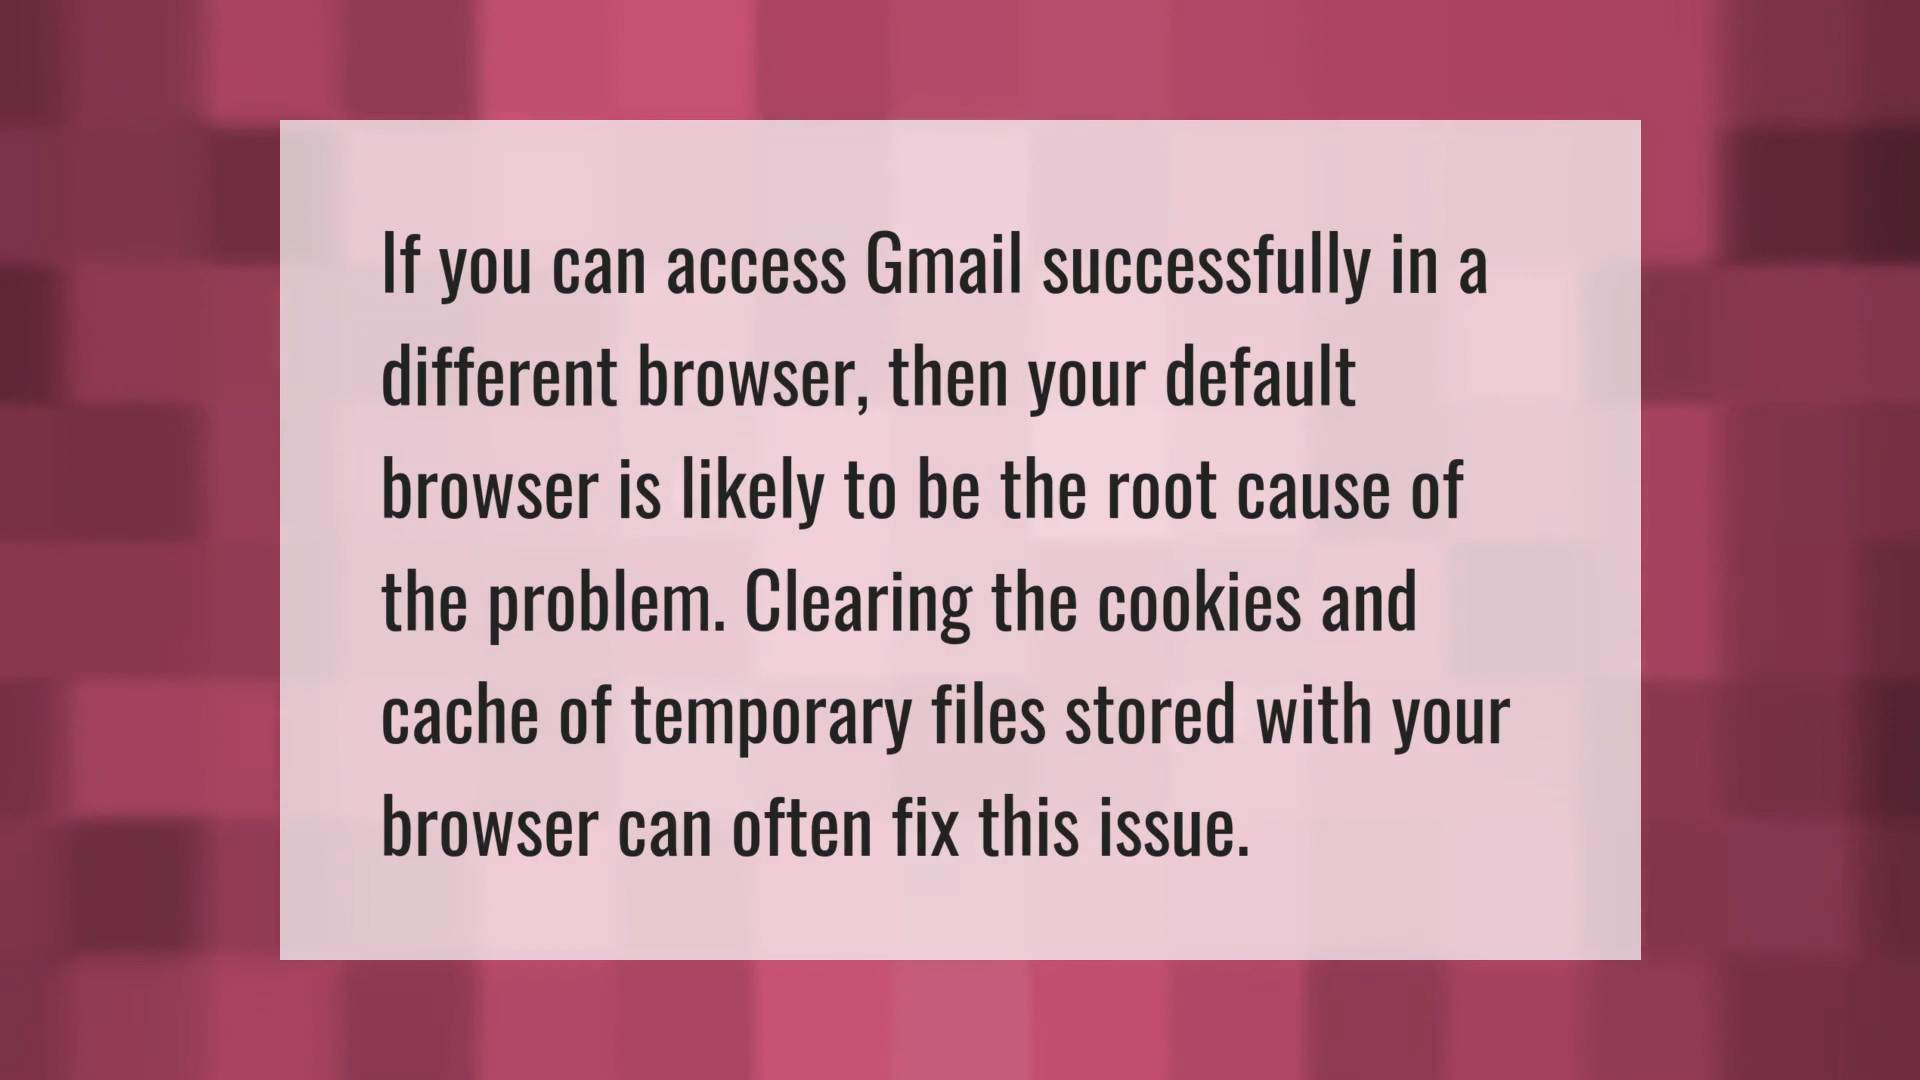 If you can access Gmail successfully in a
different browser, then your default
browser is likely to be the root cause of
the problem. Clearing the cookies and
cache of temporary files stored with your
browser can often fix this issue.